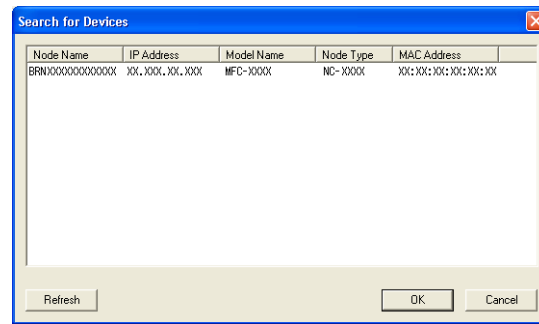 Search for Devices
Node Name IP Address Model Name Node Type MAC Address
BRNXXXXXXXXXXXX XX.XXX.XX.XXX MFC-XXXX NC-XXXX XX:XX:XX:XX:XX:XX
Refresh OK Cancel